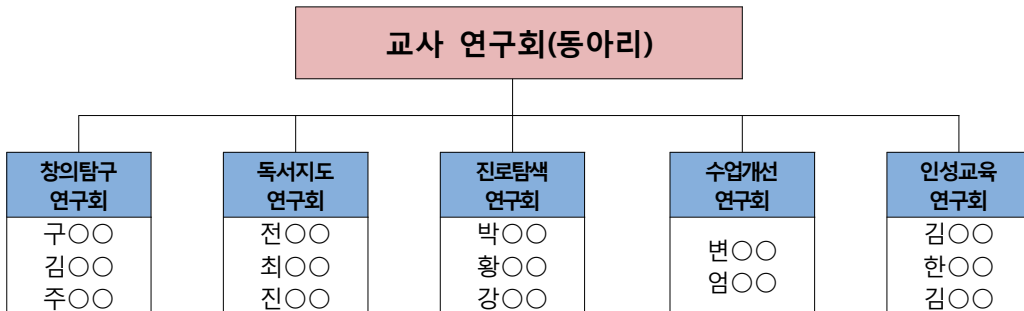 교사 연구회(동아리)
창의탐구
연구회
구○○
김○○
주○○
독서지도
연구회
전○○
최○○
진○○
진로탐색
연구회
박○○
황○○
강○○
수업개선
연구회
변○○
엄○○
인성교육
연구회
김○○
한○○
김○○